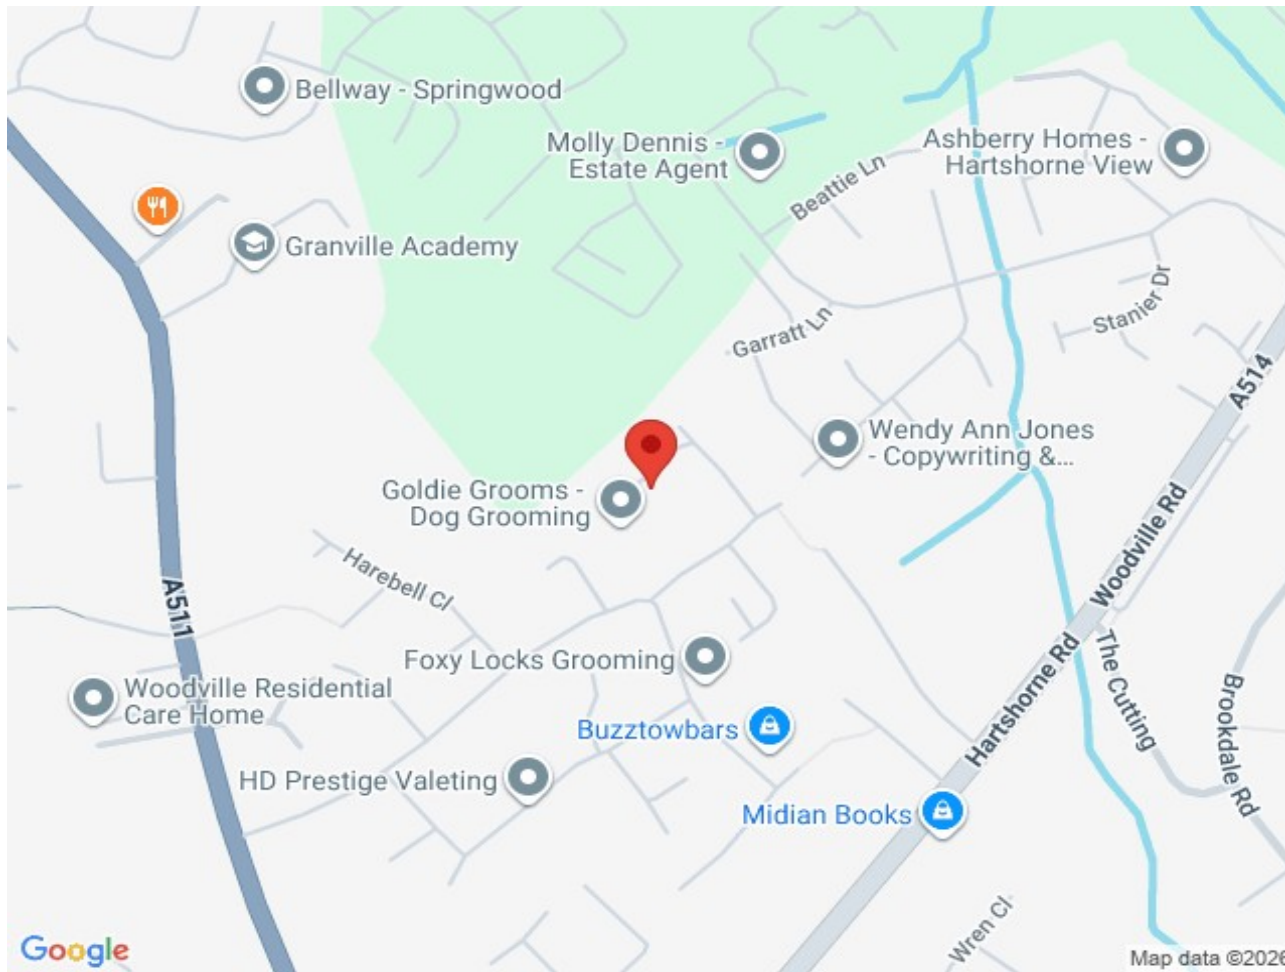 Bellway - Springwood
Molly Dennis -
Estate Agent
Ashberry Homes -
Hartshorne View
Beattie Ln
Granville Academy
Stanier Dr
Garratt Ln
A514
Wendy Ann Jones
- Copywriting &...
Goldie Grooms -
Dog Grooming
Woodville Rd
Harebell Cl
A511
Foxy Locks Grooming
Hartshorne Rd
The Cutting
Woodville Residential
Care Home
Brookdale Rd
Buzztowbars
HD Prestige Valeting
Midian Books
Wren Cl
Google
Map data ©2026